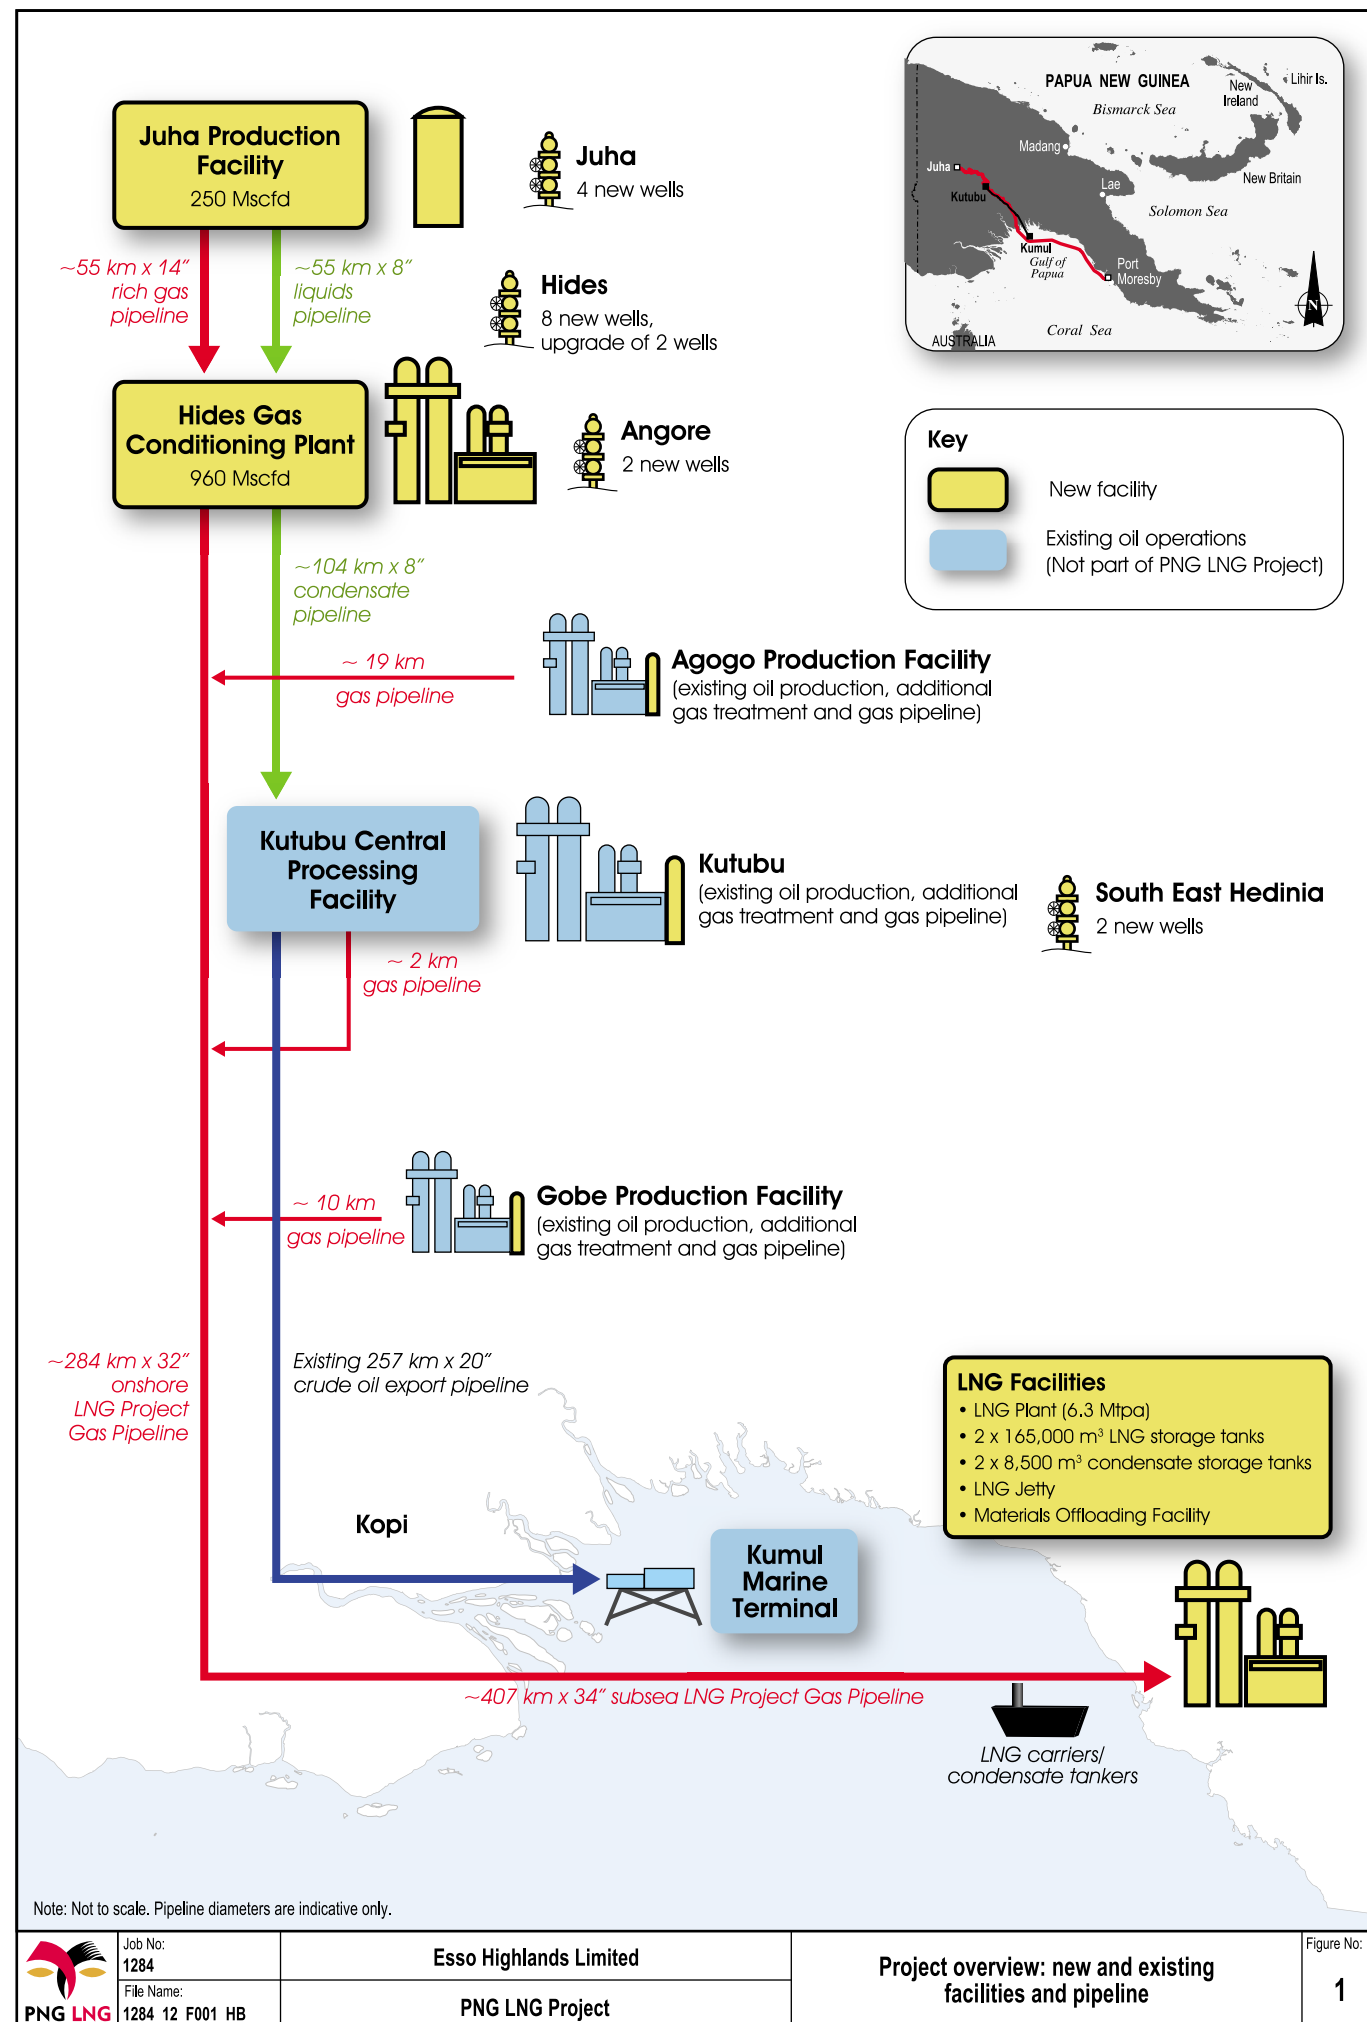 Juha Production
Facility
250 Mscfd
Juha
4 new wells
~55 km x 14"
rich gas
pipeline
~55 km x 8"
liquids
pipeline
Hides
8 new wells,
upgrade of 2 wells
Hides Gas
Conditioning Plant
960 Mscfd
Angore
2 new wells
PAPUA NEW GUINEA
Bismarck Sea
New
Ireland
Lihir Is.
Madang
Juha
Kutubu
Lae
New Britain
Solomon Sea
Kumul
Gulf of
Papua
Port
Moresby
Coral Sea
AUSTRALIA
N
Key
New facility
Existing oil operations
(Not part of PNG LNG Project)
~104 km x 8"
condensate
pipeline
~ 19 km
gas pipeline
Agogo Production Facility
(existing oil production, additional
gas treatment and gas pipeline)
Kutubu Central
Processing
Facility
Kutubu
(existing oil production, additional
gas treatment and gas pipeline)
South East Hedinia
2 new wells
~ 2 km
gas pipeline
~ 10 km
gas pipeline
Gobe Production Facility
(existing oil production, additional
gas treatment and gas pipeline)
~284 km x 32"
onshore
LNG Project
Gas Pipeline
Existing 257 km x 20"
crude oil export pipeline
LNG Facilities
• LNG Plant (6.3 Mtpa)
• 2 x 165,000 m³ LNG storage tanks
• 2 x 8,500 m³ condensate storage tanks
• LNG Jetty
• Materials Offloading Facility
Kopi
Kumul
Marine
Terminal
~407 km x 34" subsea LNG Project Gas Pipeline
LNG carriers/
condensate tankers
Note: Not to scale. Pipeline diameters are indicative only.
PNG LNG
Job No:
1284
File Name:
1284 12 F001 HB
Esso Highlands Limited
PNG LNG Project
Project overview: new and existing
facilities and pipeline
Figure No:
1